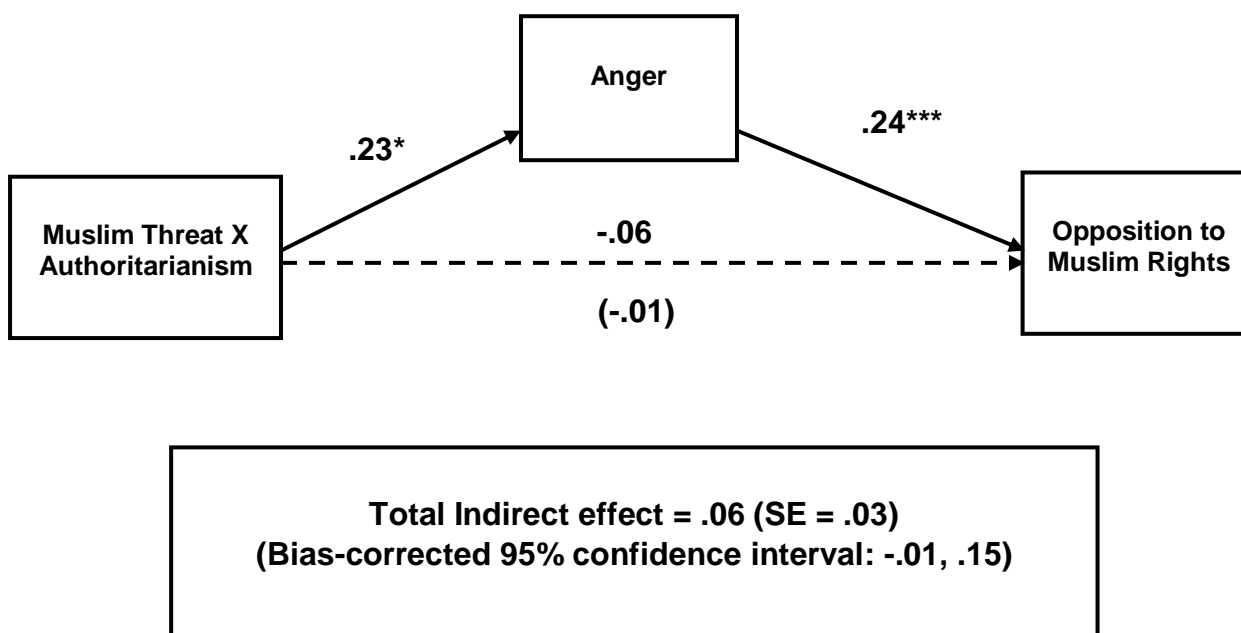 Anger
.23*
.24***
Muslim Threat X
Authoritarianism
-.06
(-.01)
Opposition to
Muslim Rights
Total Indirect effect = .06 (SE = .03)
(Bias-corrected 95% confidence interval: -.01, .15)